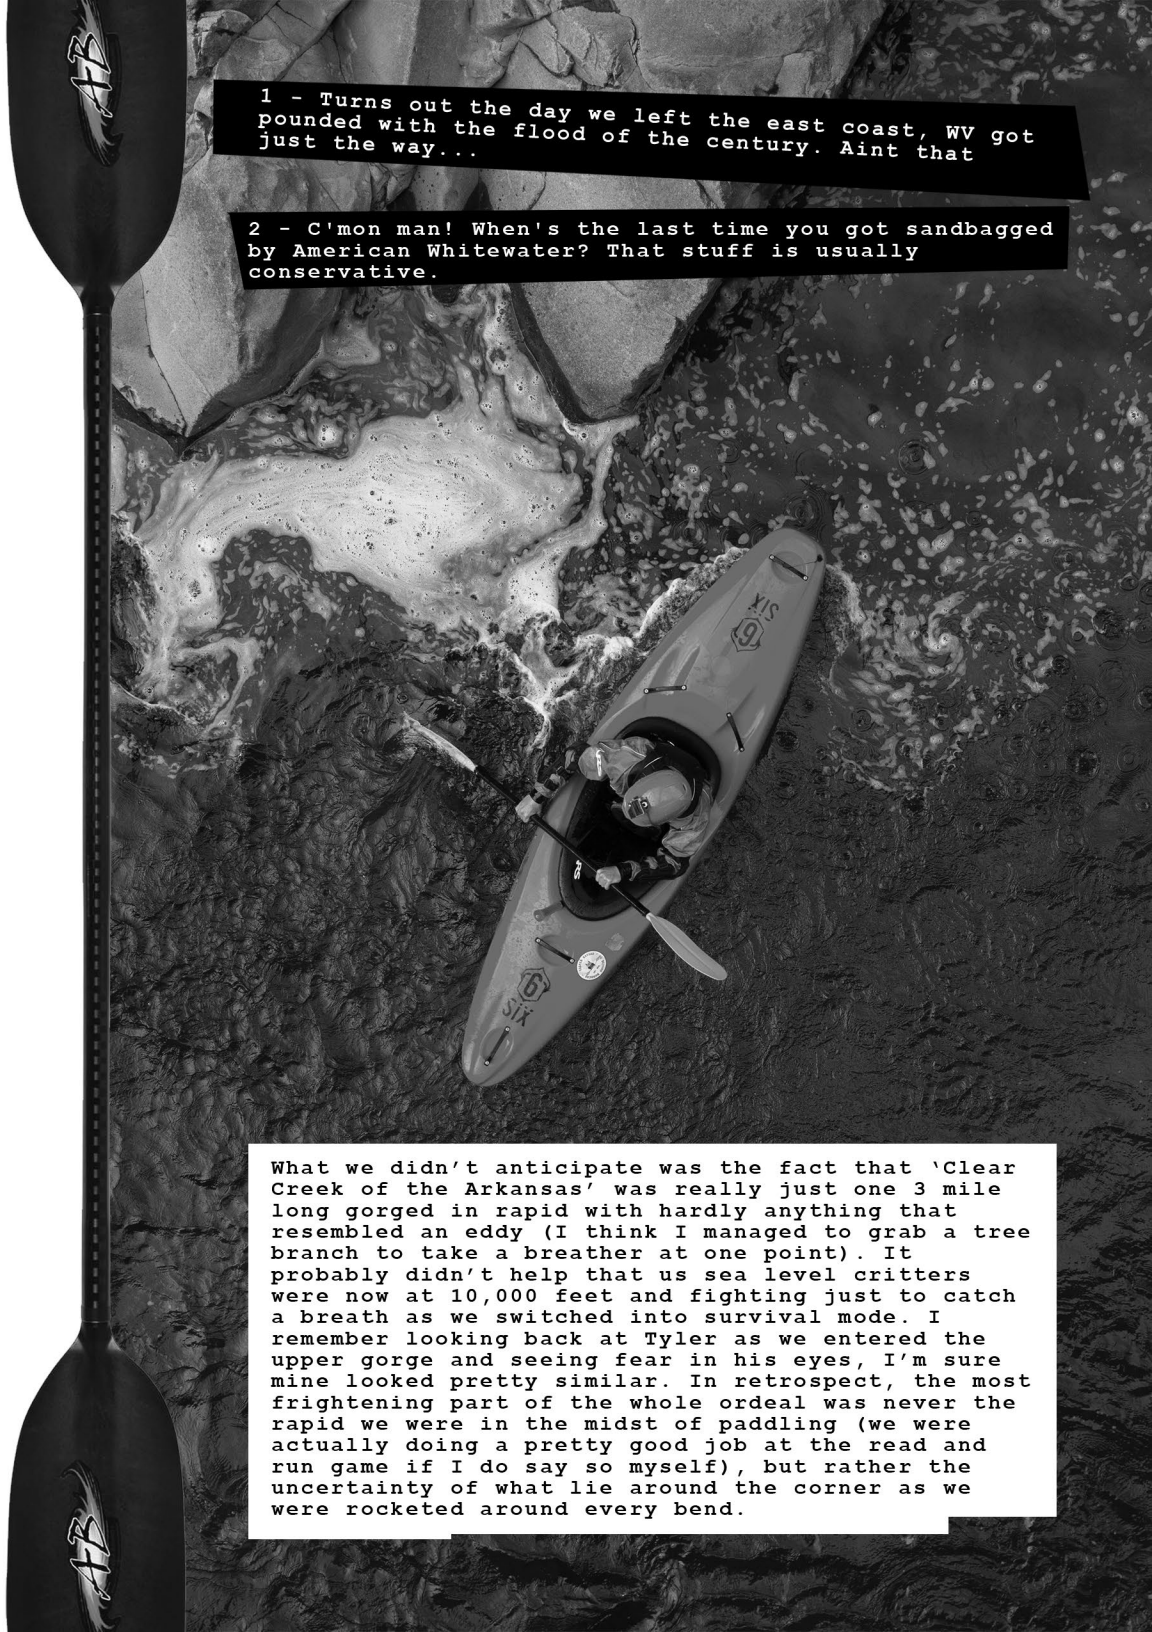 AB
1 - Turns out the day we left the east coast, WV got
pounded with the flood of the century. Aint that
just the way...
2 - C'mon man! When's the last time you got sandbagged
by American Whitewater? That stuff is usually
conservative.
SIX
6
RS
6
SIX
What we didn’t anticipate was the fact that ‘Clear
Creek of the Arkansas’ was really just one 3 mile
long gorged in rapid with hardly anything that
resembled an eddy (I think I managed to grab a tree
branch to take a breather at one point). It
probably didn’t help that us sea level critters
were now at 10,000 feet and fighting just to catch
a breath as we switched into survival mode. I
remember looking back at Tyler as we entered the
upper gorge and seeing fear in his eyes, I’m sure
mine looked pretty similar. In retrospect, the most
frightening part of the whole ordeal was never the
rapid we were in the midst of paddling (we were
actually doing a pretty good job at the read and
run game if I do say so myself), but rather the
uncertainty of what lie around the corner as we
were rocketed around every bend.
AB